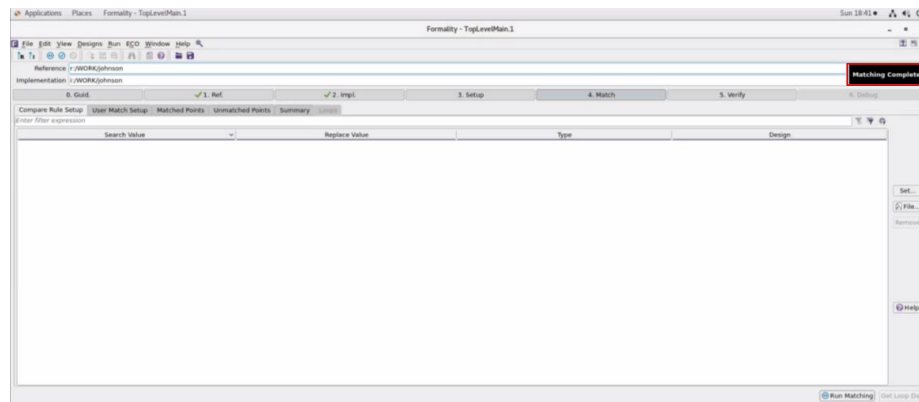 Applications Places Formality - TopLevelMain.1 Sun 18:41
Formality - TopLevelMain.1
File Edit View Designs Run ECO Window Help
Reference r:/WORK/johnson
Implementation i:/WORK/johnson
Matching Complete
0. Guid. 1. Ref. 2. Impl. 3. Setup 4. Match 5. Verify 6. Debug
Compare Rule Setup User Match Setup Matched Points Unmatched Points Summary Loops
Enter filter expression
Search Value Replace Value Type Design
Set...
File...
Remove
Help
Run Matching Get Loop Da